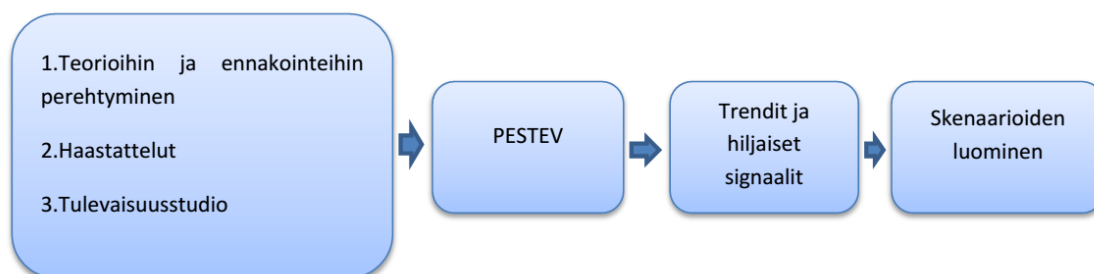 1.Teorioihin ja ennakointeihin
perehtyminen
2.Haastattelut
3.Tulevaisuusstudio
PESTEV
Trendit ja
hiljaiset
signaalit
Skenaarioiden
luominen